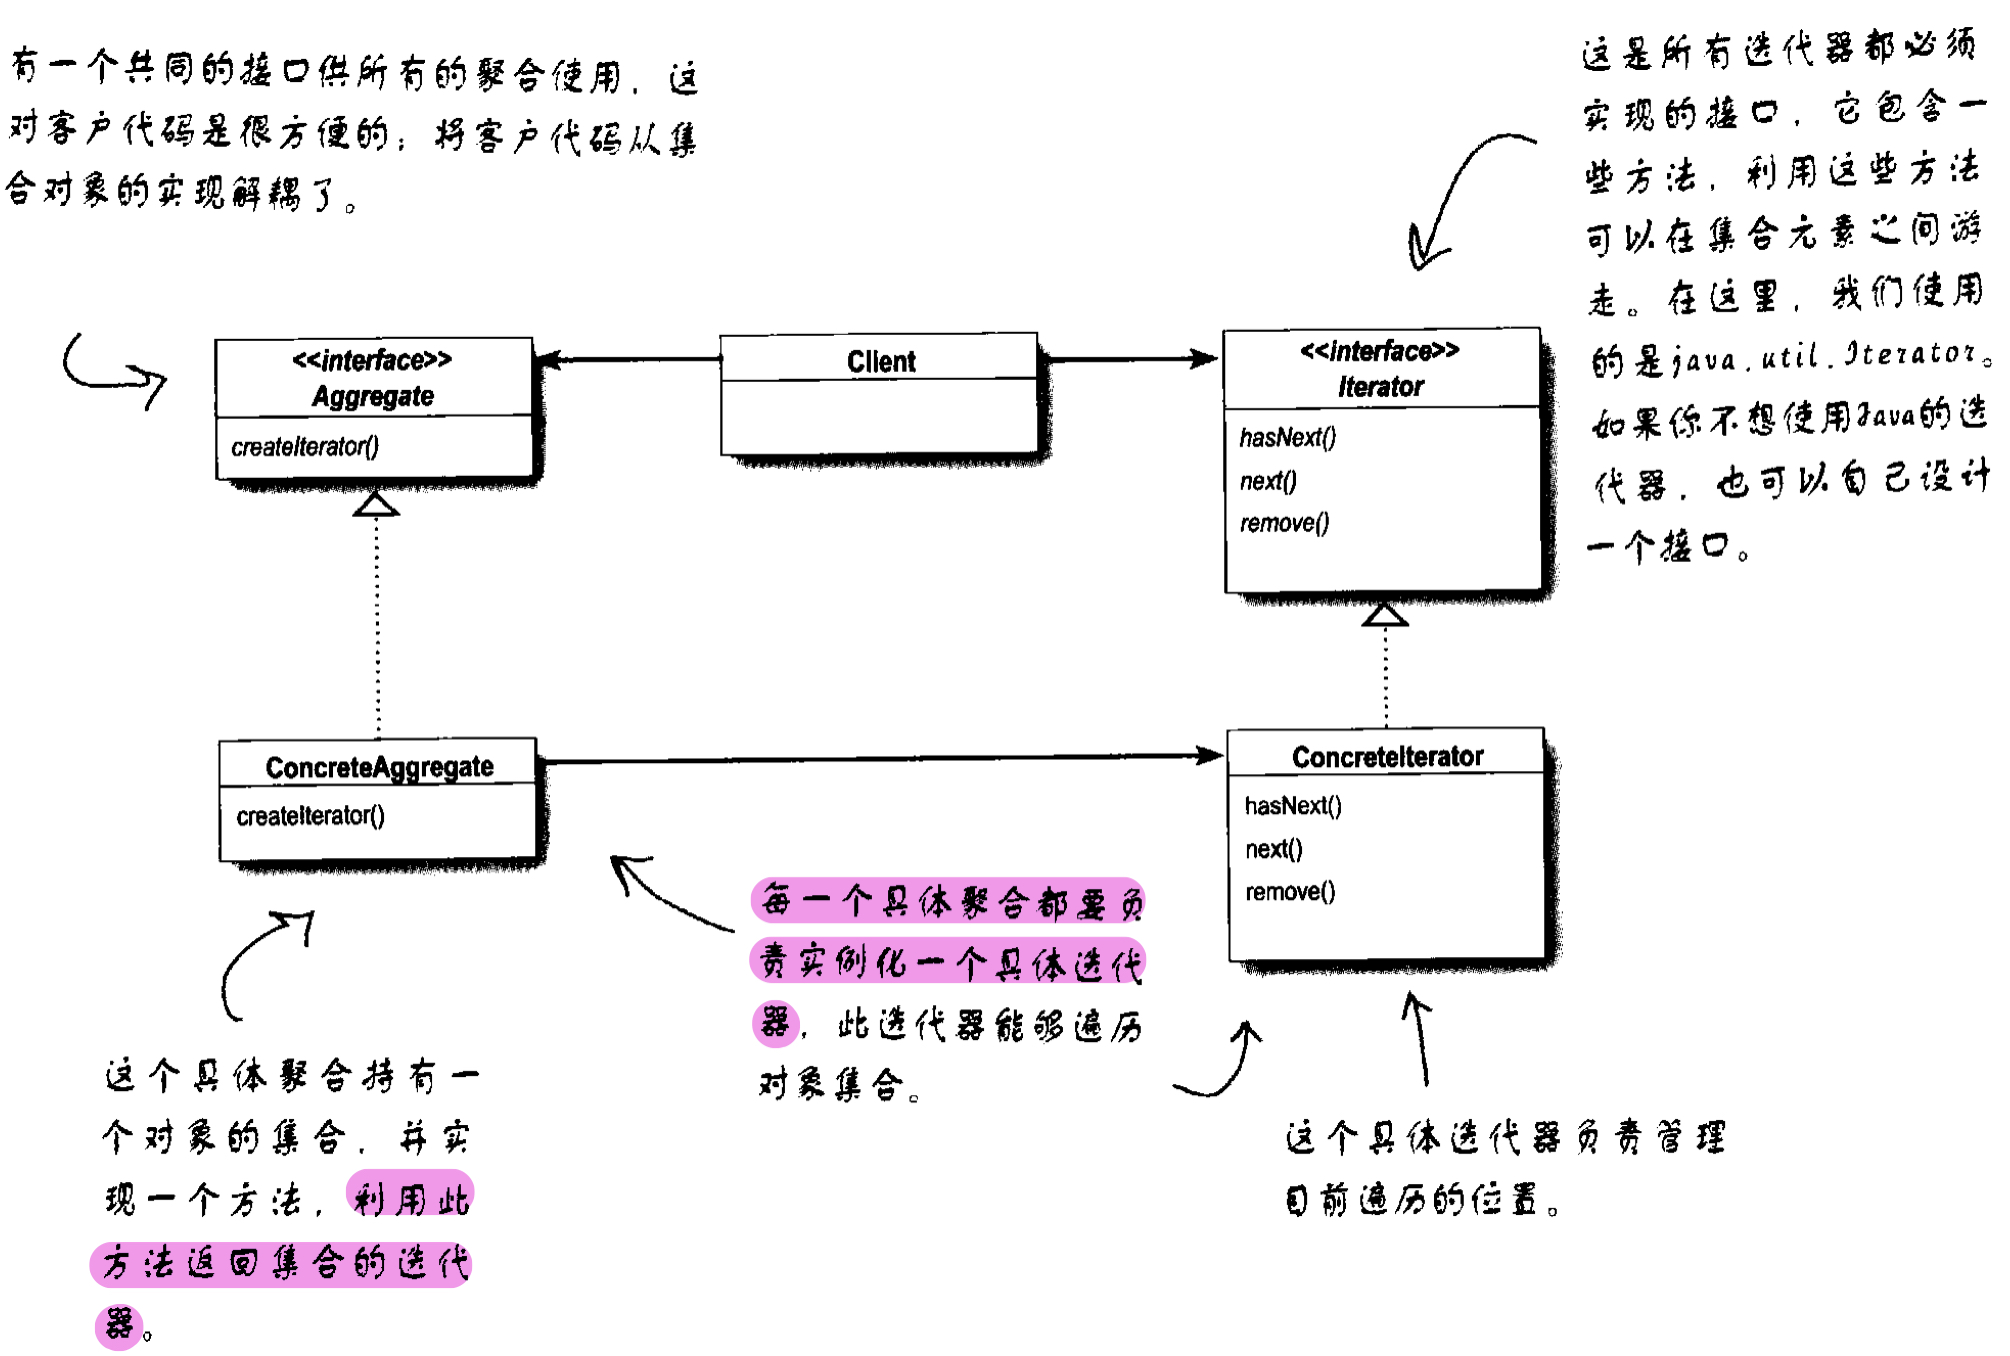 有一个共同的接口供所有的聚合使用，这
对客户代码是很方便的；将客户代码从集
合对象的实现解耦了。
这是所有迭代器都必须
实现的接口，它包含一
些方法，利用这些方法
可以在集合元素之间游
走。在这里，我们使用
的是java.util.Iterator。
如果你不想使用Java的迭
代器，也可以自己设计
一个接口。
<<interface>>
Aggregate
createIterator()
Client
<<interface>>
Iterator
hasNext()
next()
remove()
ConcreteAggregate
createIterator()
ConcreteIterator
hasNext()
next()
remove()
每一个具体聚合都要负
责实例化一个具体迭代
器，此迭代器能够遍历
对象集合。
这个具体聚合持有一
个对象的集合，并实
现一个方法，利用此
方法返回集合的迭代
器。
这个具体迭代器负责管理
目前遍历的位置。